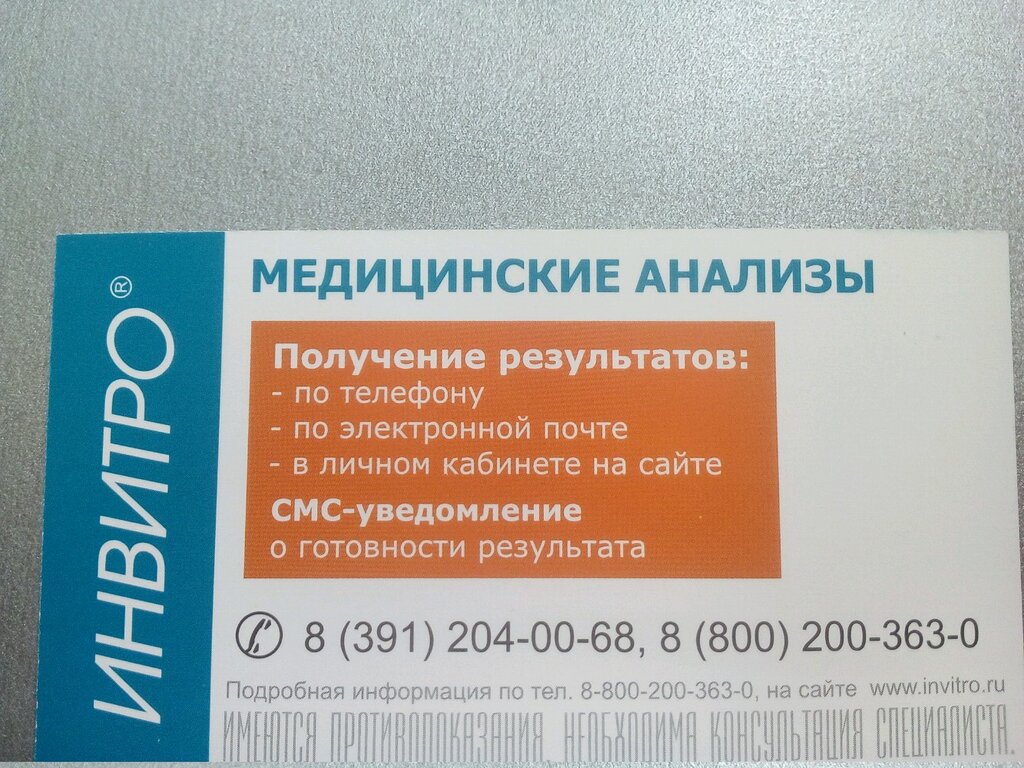 ИНВИТРО®
МЕДИЦИНСКИЕ АНАЛИЗЫ
Получение результатов:
- по телефону
- по электронной почте
- в личном кабинете на сайте
СМС-уведомление
о готовности результата
8 (391) 204-00-68, 8 (800) 200-363-0
Подробная информация по тел. 8-800-200-363-0, на сайте www.invitro.ru
ИМЕЮТСЯ ПРОТИВОПОКАЗАНИЯ. НЕОБХОДИМА КОНСУЛЬТАЦИЯ СПЕЦИАЛИСТА.